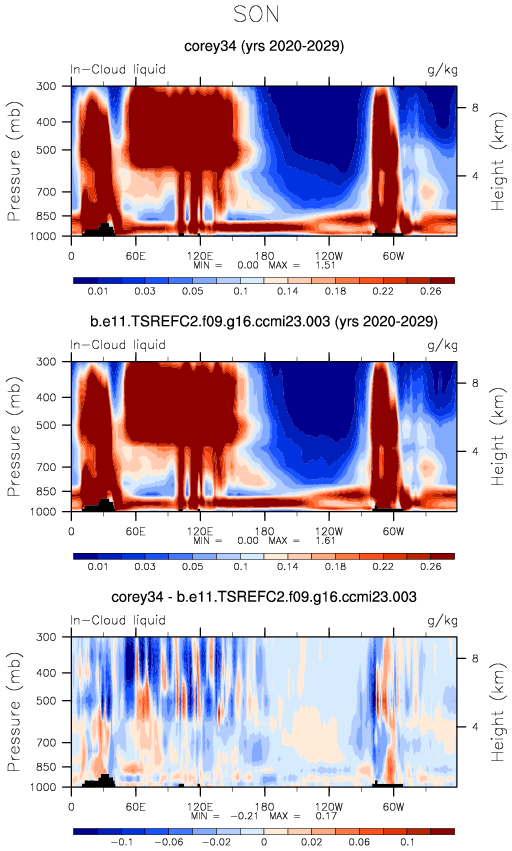 SON
corey34 (yrs 2020-2029)
In-Cloud liquid g/kg
300
400
500
700
850
1000
Pressure (mb)
8
4
Height (km)
0 60E 120E 180 120W 60W
MIN = 0.00 MAX = 1.51
0.01 0.03 0.05 0.1 0.14 0.18 0.22 0.26
b.e11.TSREFC2.f09.g16.ccmi23.003 (yrs 2020-2029)
In-Cloud liquid g/kg
300
400
500
700
850
1000
Pressure (mb)
8
4
Height (km)
0 60E 120E 180 120W 60W
MIN = 0.00 MAX = 1.61
0.01 0.03 0.05 0.1 0.14 0.18 0.22 0.26
corey34 - b.e11.TSREFC2.f09.g16.ccmi23.003
In-Cloud liquid g/kg
300
400
500
700
850
1000
Pressure (mb)
8
4
Height (km)
0 60E 120E 180 120W 60W
MIN = -0.21 MAX = 0.17
-0.1 -0.06 -0.02 0 0.02 0.06 0.1